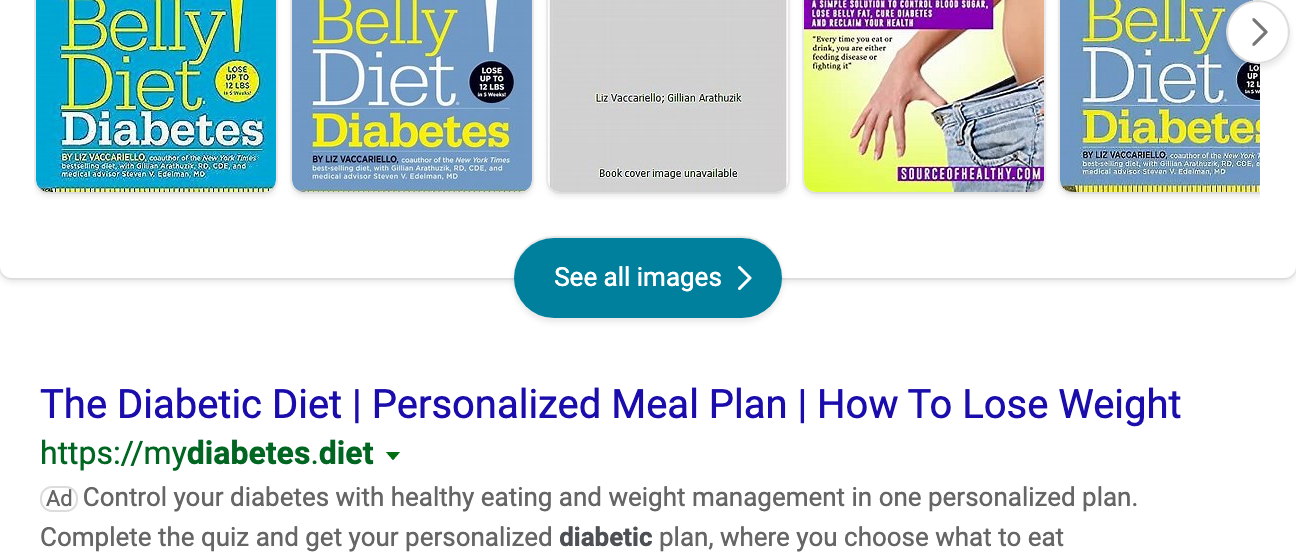 Belly!
Diet.
LOSE
UP TO
12 LBS
in 5 Weeks!
Diabetes
BY LIZ VACCARIELLO, coauthor of the New York Times
bestselling diet, with Gillian Arathuzik, RD, CDE, and
medical advisor Steven V. Edelman, MD
Belly!
Diet.
LOSE
UP TO
12 LBS
in 5 Weeks!
Diabetes
BY LIZ VACCARIELLO, coauthor of the New York Times
best-selling diet, with Gillian Arathuzik, RD, CDE, and
medical advisor Steven V. Edelman, MD
Liz Vaccariello; Gillian Arathuzik
Book cover image unavailable
A SIMPLE SOLUTION TO CONTROL BLOOD SUGAR,
LOSE BELLY FAT, CURE DIABETES
AND RECLAIM YOUR HEALTH
"Every time you eat or
drink, you are either
feeding disease or
fighting it"
SOURCEOFHEALTHY.COM
Belly
Diet.
UP
12
in 5
Diabetes
BY LIZ VACCARIELLO, coauthor of the New York
best-selling diet, with Gillian Arathuzik, RD, CDE, and
medical advisor Steven V. Edelman, MD
See all images
The Diabetic Diet | Personalized Meal Plan | How To Lose Weight
https://mydiabetes.diet
Ad Control your diabetes with healthy eating and weight management in one personalized plan.
Complete the quiz and get your personalized diabetic plan, where you choose what to eat